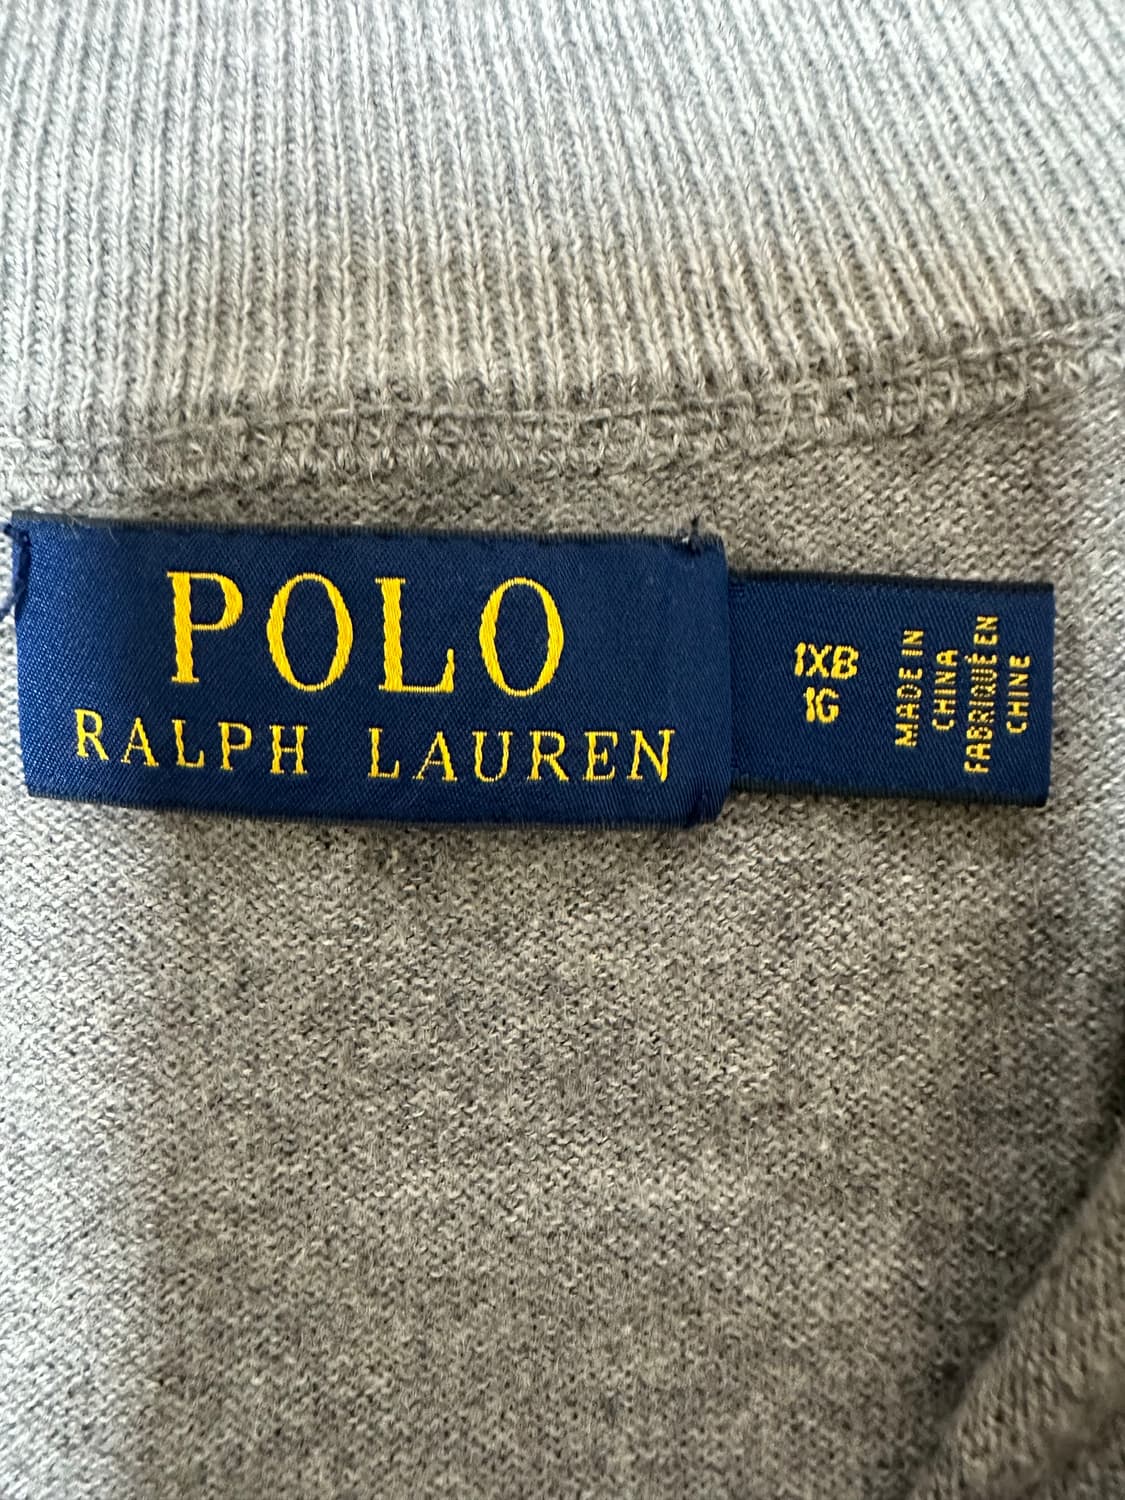 POLO
RALPH LAUREN
1XB
1G
MADE IN
CHINA
FABRIQUÉ EN
CHINE